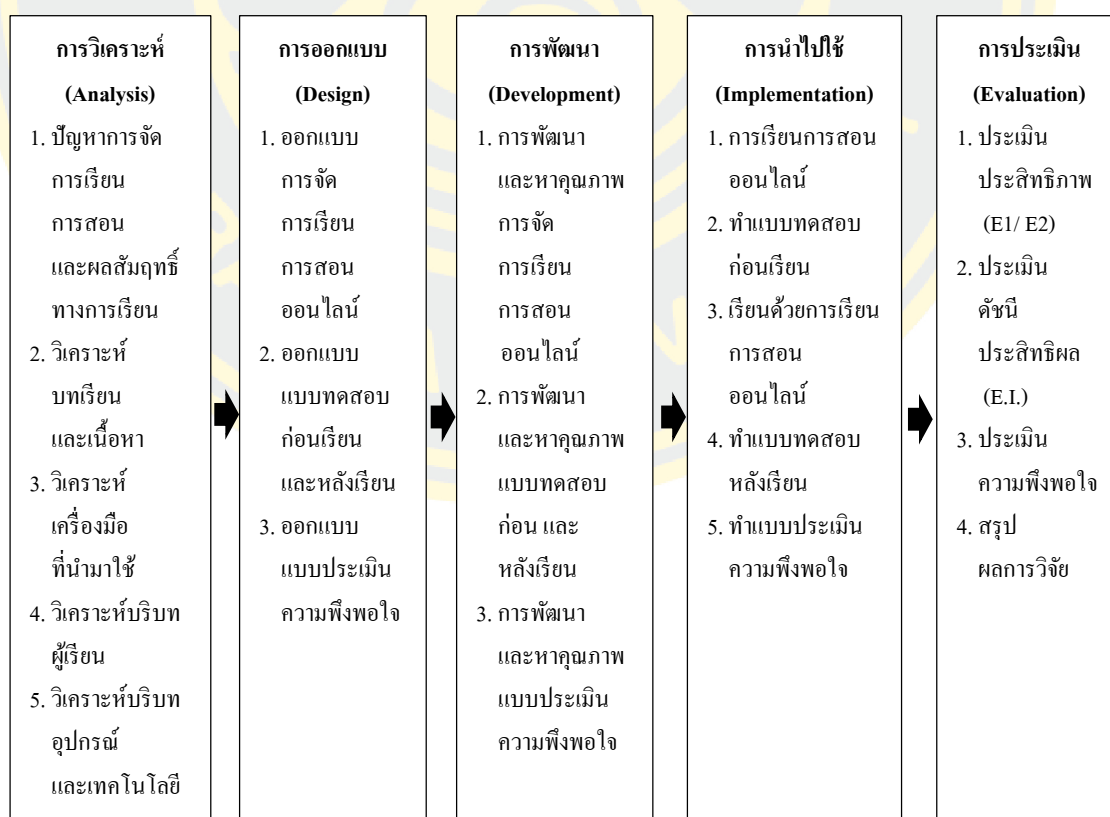 การวิเคราะห์
(Analysis)
1. ปัญหาการจัด
การเรียน
การสอน
และผลสัมฤทธิ์
ทางการเรียน
2. วิเคราะห์
บทเรียน
และเนื้อหา
3. วิเคราะห์
เครื่องมือ
ที่นำมาใช้
4. วิเคราะห์บริบท
ผู้เรียน
5. วิเคราะห์บริบท
อุปกรณ์
และเทคโนโลยี
การออกแบบ
(Design)
1. ออกแบบ
การจัด
การเรียน
การสอน
ออนไลน์
2. ออกแบบ
แบบทดสอบ
ก่อนเรียน
และหลังเรียน
3. ออกแบบ
แบบประเมิน
ความพึงพอใจ
การพัฒนา
(Development)
1. การพัฒนา
และหาคุณภาพ
การจัด
การเรียน
การสอน
ออนไลน์
2. การพัฒนา
และหาคุณภาพ
แบบทดสอบ
ก่อน และ
หลังเรียน
3. การพัฒนา
และหาคุณภาพ
แบบประเมิน
ความพึงพอใจ
การนำไปใช้
(Implementation)
1. การเรียนการสอน
ออนไลน์
2. ทำแบบทดสอบ
ก่อนเรียน
3. เรียนด้วยการเรียน
การสอน
ออนไลน์
4. ทำแบบทดสอบ
หลังเรียน
5. ทำแบบประเมิน
ความพึงพอใจ
การประเมิน
(Evaluation)
1. ประเมิน
ประสิทธิภาพ
(E1/ E2)
2. ประเมิน
ดัชนี
ประสิทธิผล
(E.I.)
3. ประเมิน
ความพึงพอใจ
4. สรุป
ผลการวิจัย